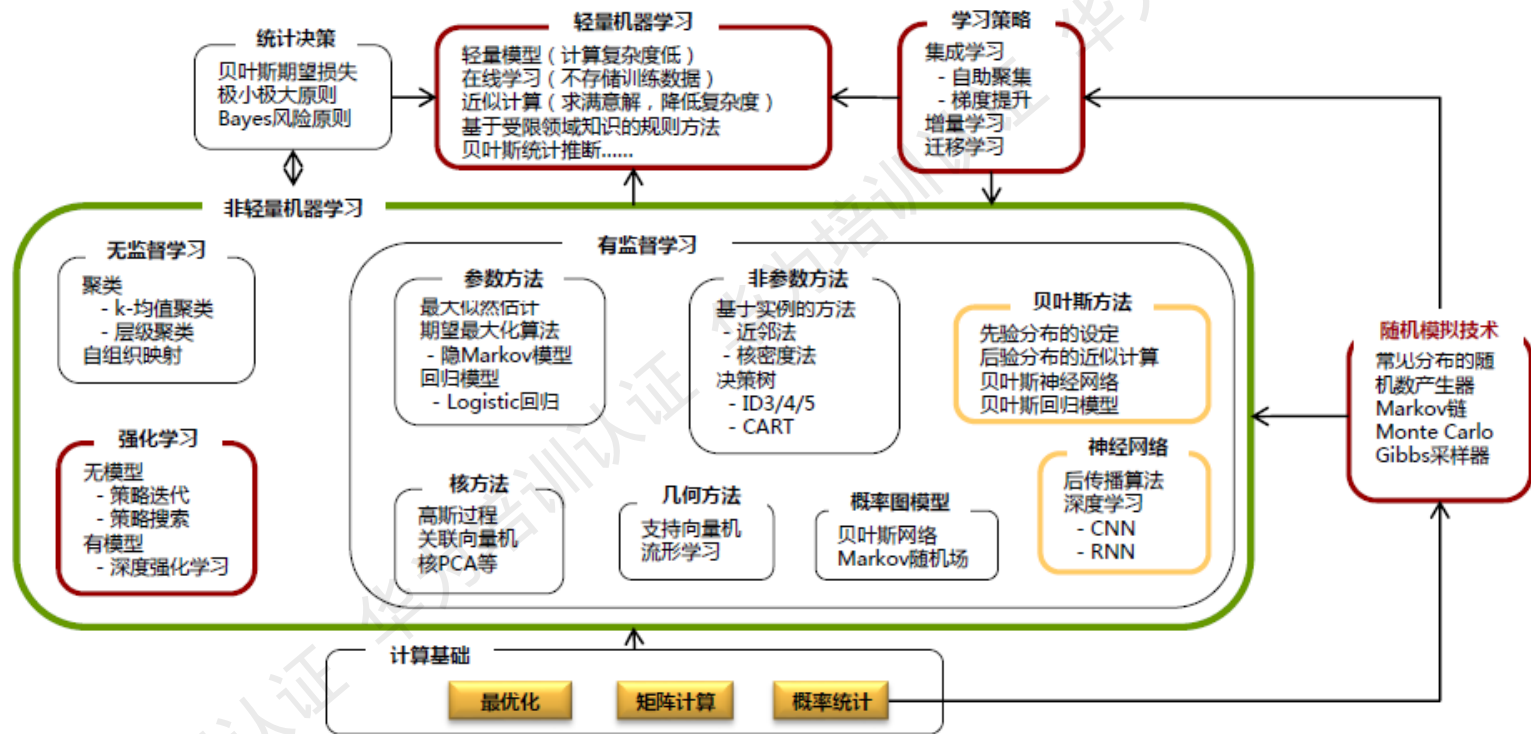 统计决策
贝叶斯期望损失
极小极大原则
Bayes风险原则
轻量机器学习
轻量模型（计算复杂度低）
在线学习（不存储训练数据）
近似计算（求满意解，降低复杂度）
基于受限领域知识的规则方法
贝叶斯统计推断......
学习策略
集成学习
- 自助聚集
- 梯度提升
增量学习
迁移学习
非轻量机器学习
无监督学习
聚类
- k-均值聚类
- 层级聚类
自组织映射
强化学习
无模型
- 策略迭代
- 策略搜索
有模型
- 深度强化学习
有监督学习
参数方法
最大似然估计
期望最大化算法
- 隐Markov模型
回归模型
- Logistic回归
非参数方法
基于实例的方法
- 近邻法
- 核密度法
决策树
- ID3/4/5
- CART
贝叶斯方法
先验分布的设定
后验分布的近似计算
贝叶斯神经网络
贝叶斯回归模型
核方法
高斯过程
关联向量机
核PCA等
几何方法
支持向量机
流形学习
概率图模型
贝叶斯网络
Markov随机场
神经网络
后传播算法
深度学习
- CNN
- RNN
随机模拟技术
常见分布的随
机数产生器
Markov链
Monte Carlo
Gibbs采样器
计算基础
最优化
矩阵计算
概率统计
华为培训认证 华为培训认证 华为培训认证